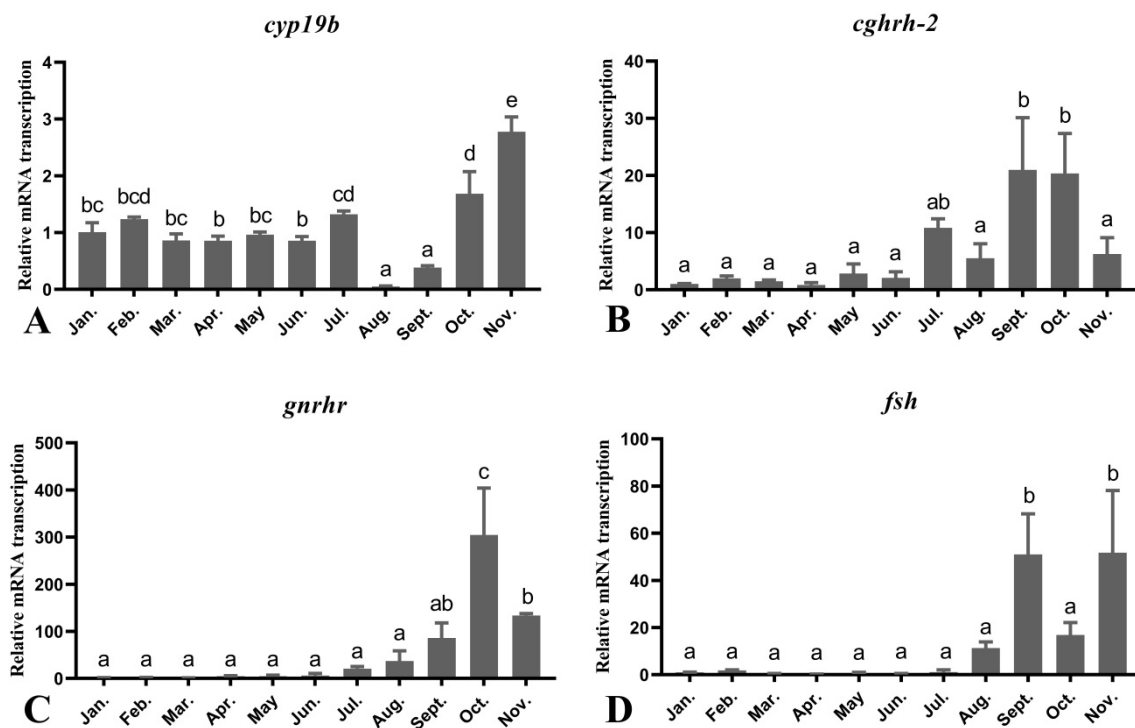 cyp19b
Relative mRNA transcription
4
3
2
1
0
bc
bcd
bc
b
bc
b
cd
a
a
d
e
Jan.
Feb.
Mar.
Apr.
May
Jun.
Jul.
Aug.
Sept.
Oct.
Nov.
A
cghrh-2
Relative mRNA transcription
40
30
20
10
0
a
a
a
a
a
a
ab
a
b
b
a
Jan.
Feb.
Mar.
Apr.
May
Jun.
Jul.
Aug.
Sept.
Oct.
Nov.
B
gnrhr
Relative mRNA transcription
500
400
300
200
100
0
a
a
a
a
a
a
a
a
ab
c
b
Jan.
Feb.
Mar.
Apr.
May
Jun.
Jul.
Aug.
Sept.
Oct.
Nov.
C
fsh
Relative mRNA transcription
100
80
60
40
20
0
a
a
a
a
a
a
a
a
b
a
b
Jan.
Feb.
Mar.
Apr.
May
Jun.
Jul.
Aug.
Sept.
Oct.
Nov.
D